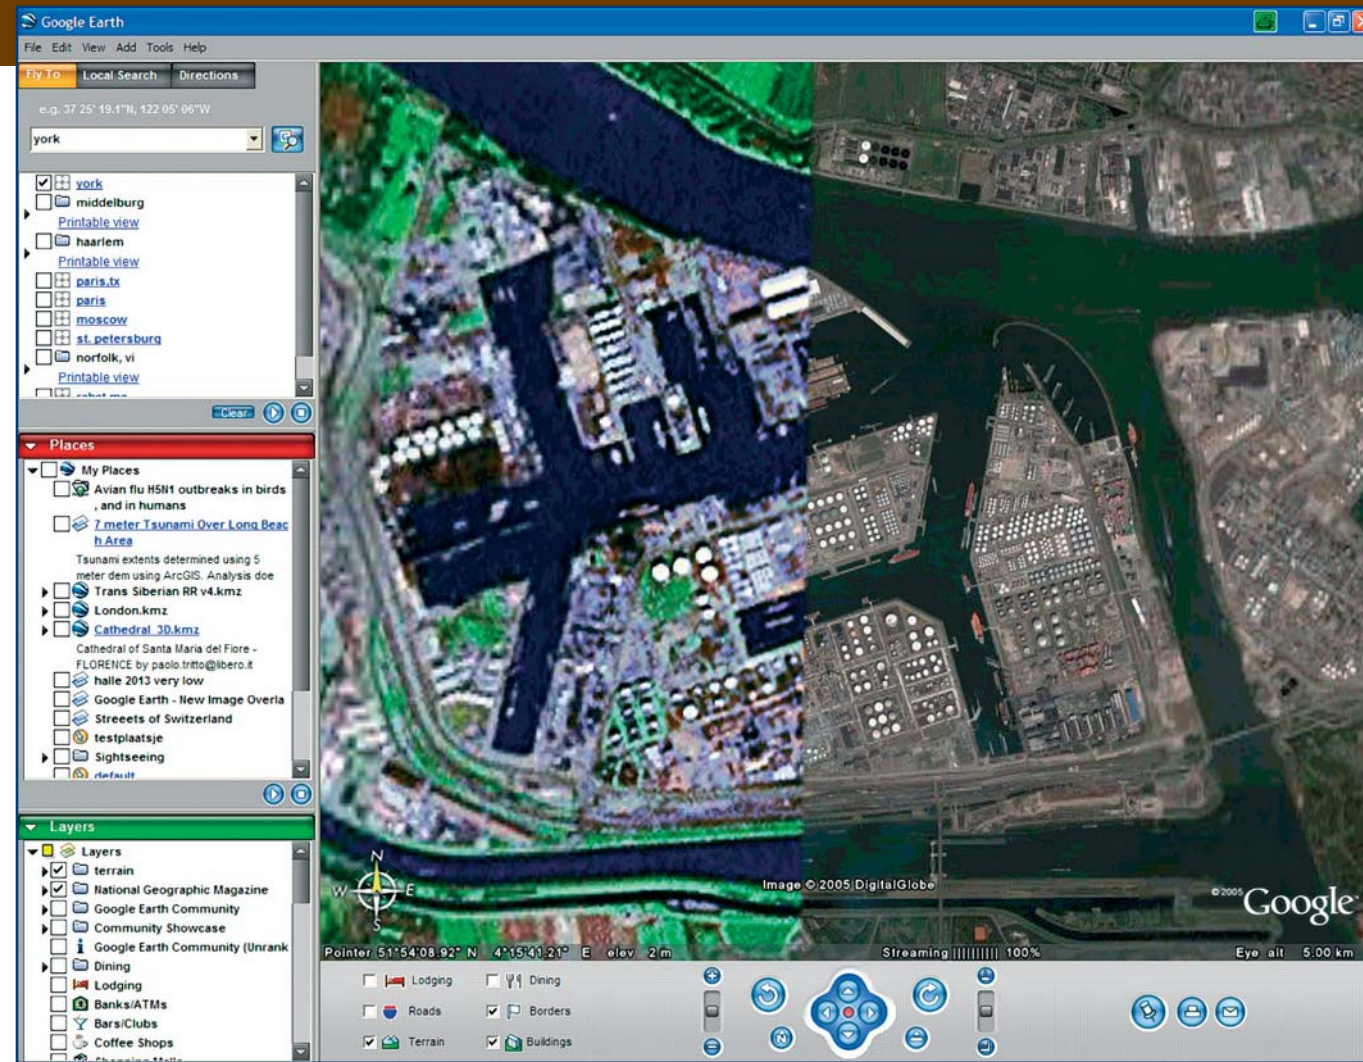 Google Earth
File Edit View Add Tools Help
Fly To Local Search Directions
e.g. 37 25' 19.1"N, 122 05' 06"W
york
york
middelburg
Printable view
haarlem
Printable view
paris,tx
paris
moscow
st. petersburg
norfolk, vi
Printable view
Clear
Places
My Places
Avian flu H5N1 outbreaks in birds
, and in humans
7 meter Tsunami Over Long Beac
h Area
Tsunami extents determined using 5
meter dem using ArcGIS. Analysis doe
Trans Siberian RR v4.kmz
London.kmz
Cathedral_3D.kmz
Cathedral of Santa Maria del Fiore -
FLORENCE by paolo.tritto@libero.it
halle 2013 very low
Google Earth - New Image Overla
Streeets of Switzerland
testplaatsje
Sightseeing
default
Layers
Layers
terrain
National Geographic Magazine
Google Earth Community
Community Showcase
Google Earth Community (Unrank
Dining
Lodging
Banks/ATMs
Bars/Clubs
Coffee Shops
Shopping Malls
N
W E
S
Image © 2005 DigitalGlobe
© 2005 Google
Pointer 51°54'08.92" N 4°15'41.21" E elev 2 m Streaming |||||||||| 100% Eye alt 5.00 km
Lodging Dining
Roads Borders
Terrain Buildings
N